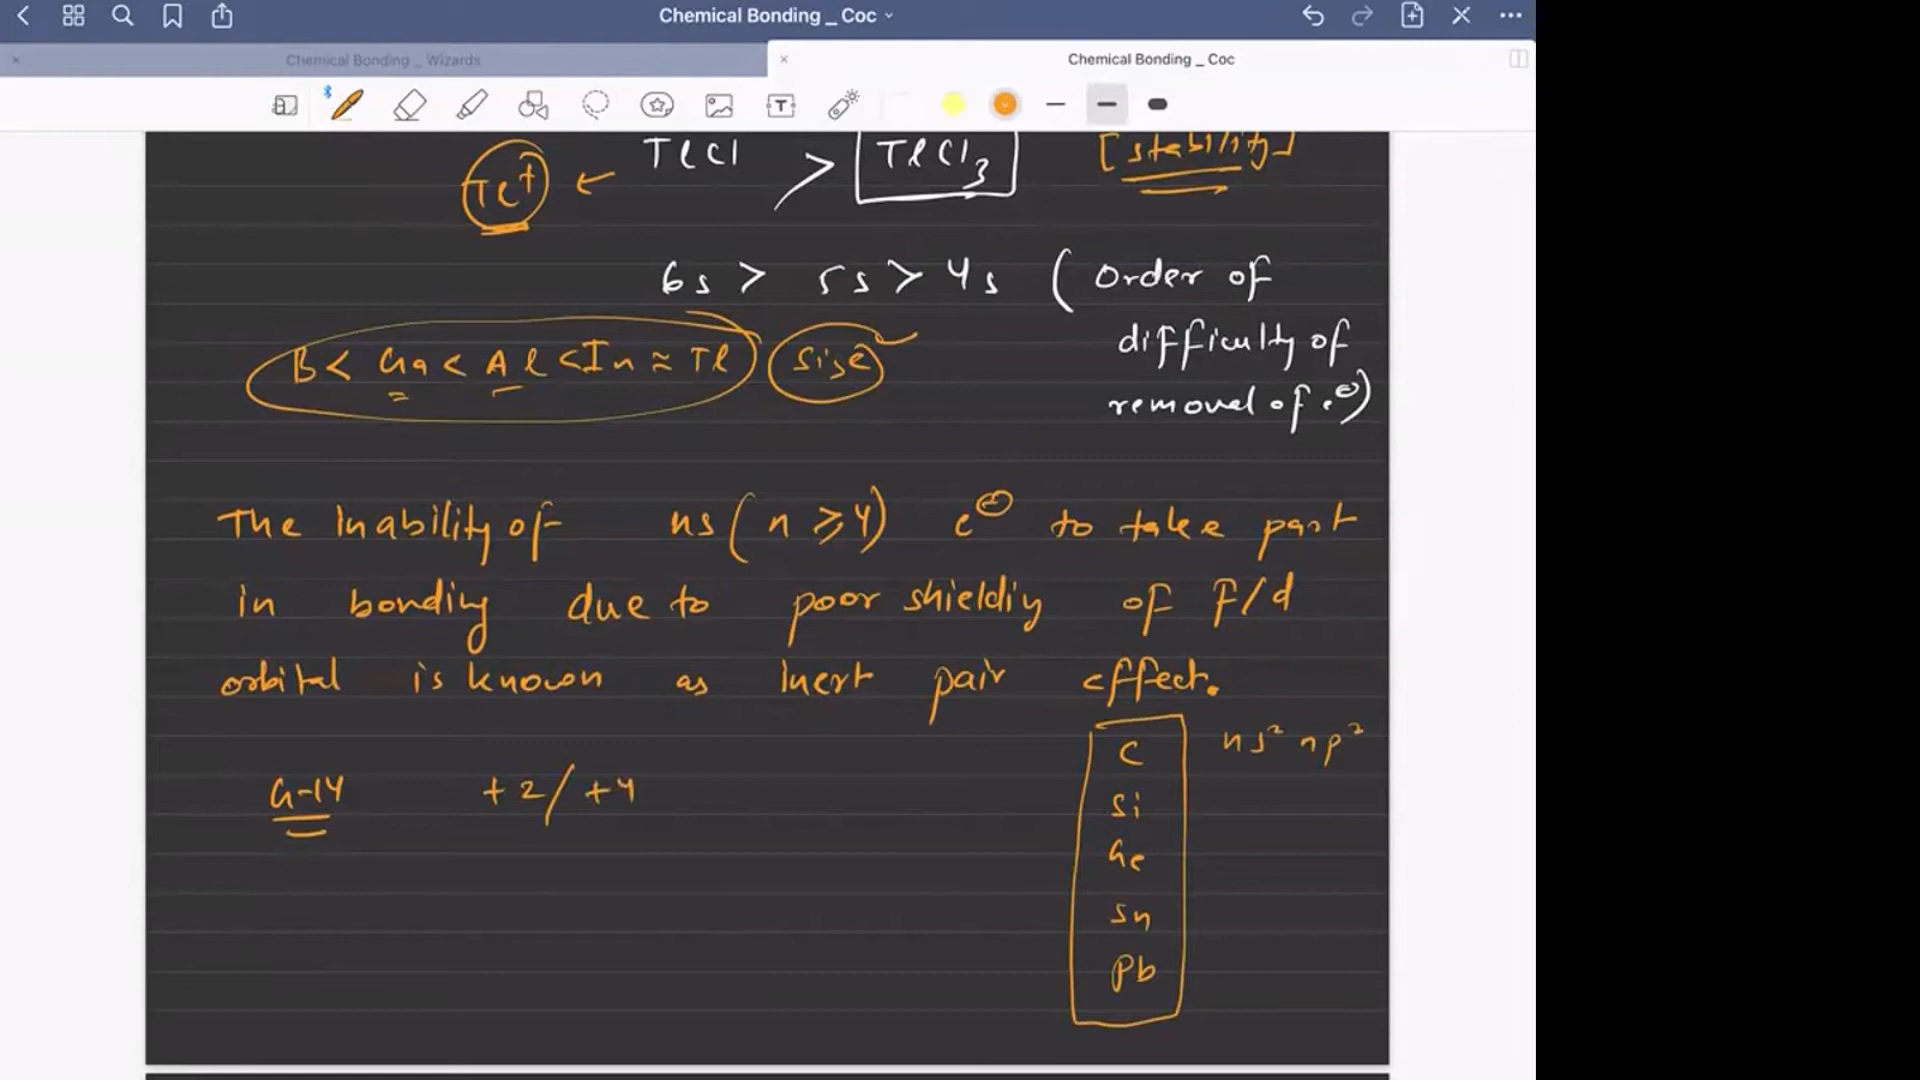 Chemical Bonding _ Coc
Chemical Bonding _ Wizards
Chemical Bonding _ Coc
Tl+ ← TlCl > TlCl3 [stability]
6s > 5s > 4s (Order of
difficulty of
removal of e⊖)
B < Ga < Al < In ≈ Tl size
The Inability of ns (n ≥ 4) e⊖ to take part
in bonding due to poor shieldiy of F/d
orbital is known as inert pair effect.
G-14 +2/+4
C ns² np²
Si
Ge
Sn
Pb